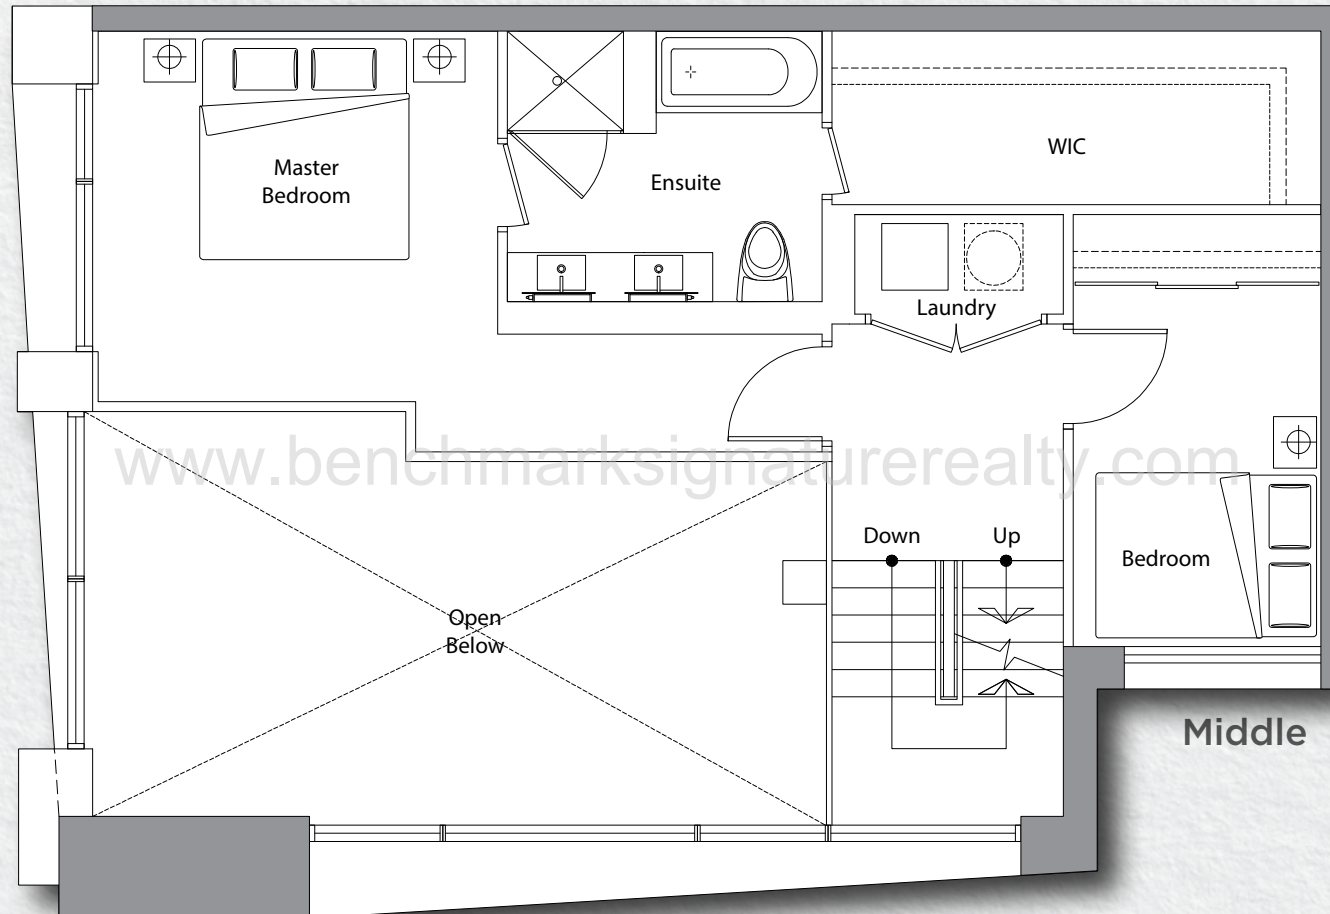 Master
Bedroom
Ensuite
WIC
Laundry
www.benchmarksignaturerealty.com
Down
Up
Bedroom
Open
Below
Middle